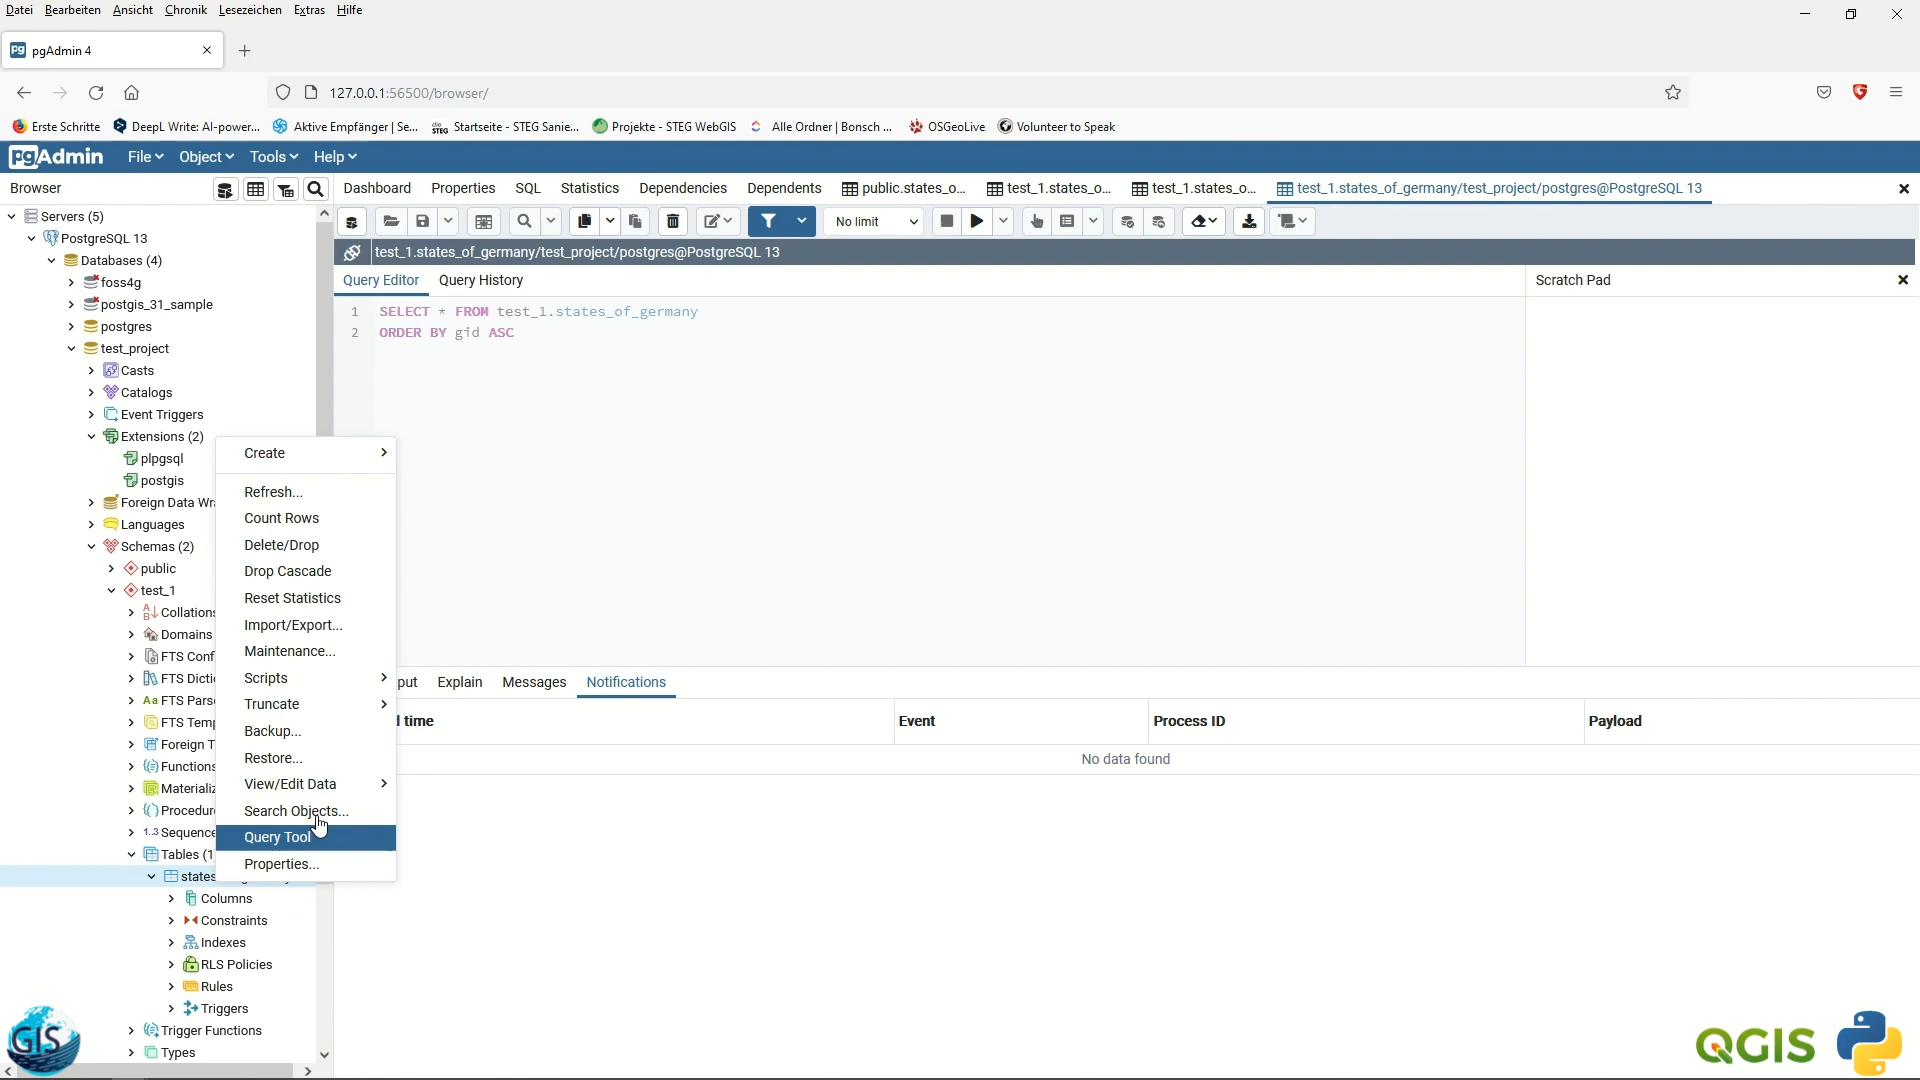 Datei Bearbeiten Ansicht Chronik Lesezeichen Extras Hilfe
pgAdmin 4
127.0.0.1:56500/browser/
Erste Schritte DeepL Write: AI-power... Aktive Empfänger | Se... Startseite - STEG Sanie... Projekte - STEG WebGIS Alle Ordner | Bonsch ... OSGeoLive Volunteer to Speak
pgAdmin File Object Tools Help
Browser Dashboard Properties SQL Statistics Dependencies Dependents public.states_o... test_1.states_o... test_1.states_o... test_1.states_of_germany/test_project/postgres@PostgreSQL 13
No limit
test_1.states_of_germany/test_project/postgres@PostgreSQL 13
Query Editor Query History Scratch Pad
1 SELECT * FROM test_1.states_of_germany
2 ORDER BY gid ASC
Servers (5)
PostgreSQL 13
Databases (4)
foss4g
postgis_31_sample
postgres
test_project
Casts
Catalogs
Event Triggers
Extensions (2)
plpgsql
postgis
Foreign Data Wr
Languages
Schemas (2)
public
test_1
Collations
Domains
FTS Conf
FTS Dicti
FTS Pars
FTS Tem
Foreign T
Functions
Materializ
Procedur
1..3 Sequence
Tables (1
states
Columns
Constraints
Indexes
RLS Policies
Rules
Triggers
Trigger Functions
Types
Create
Refresh...
Count Rows
Delete/Drop
Drop Cascade
Reset Statistics
Import/Export...
Maintenance...
Scripts
Truncate
Backup...
Restore...
View/Edit Data
Search Objects...
Query Tool
Properties...
put Explain Messages Notifications
time Event Process ID Payload
No data found
GIS
QGIS